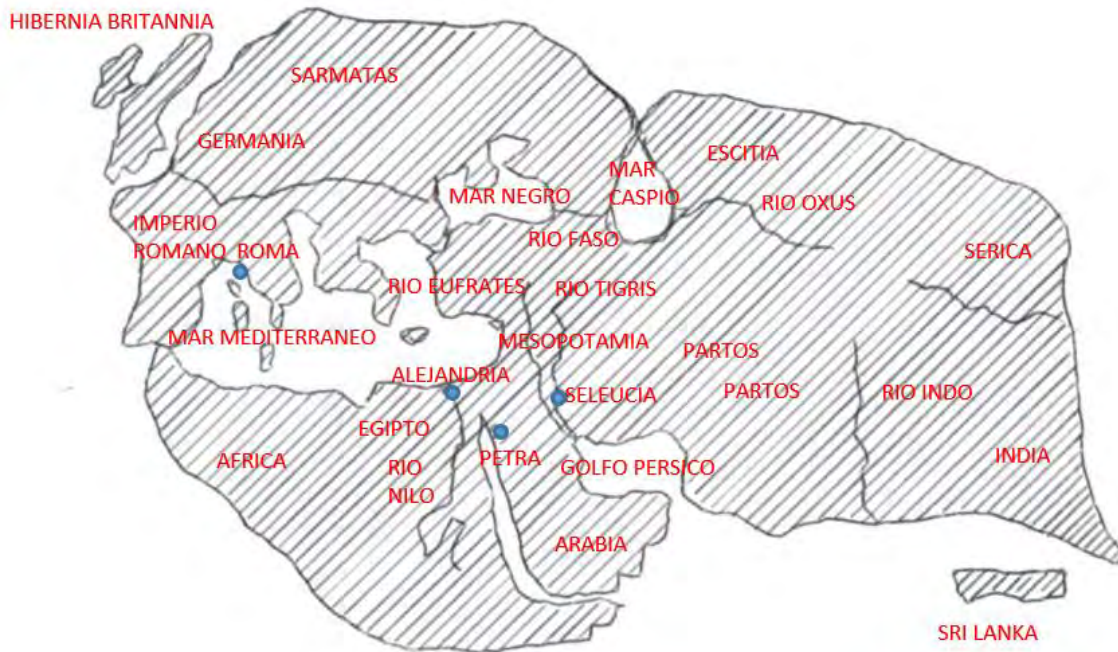 HIBERNIA BRITANNIA
SARMATAS
GERMANIA
ESCITIA
MAR
CASPIO
MAR NEGRO
RIO OXUS
IMPERIO
ROMANO ROMA
RIO FASO
SERICA
RIO EUFRATES
RIO TIGRIS
MAR MEDITERRANEO
MESOPOTAMIA
PARTOS
ALEJANDRIA
SELEUCIA
PARTOS
RIO INDO
EGIPTO
AFRICA
RIO
NILO
PETRA
GOLFO PERSICO
INDIA
ARABIA
SRI LANKA